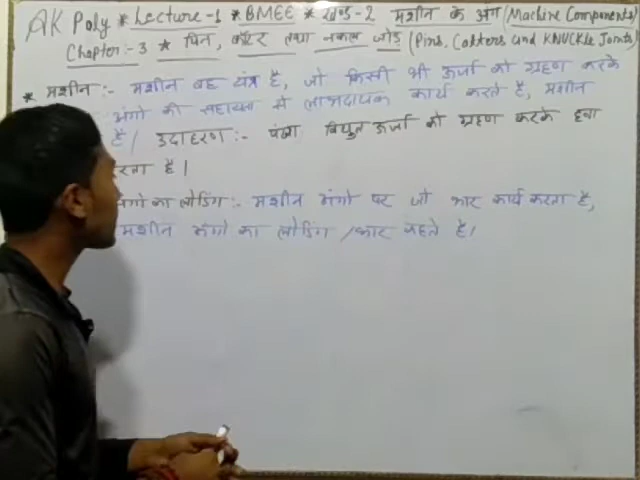 AK Poly * Lecture-1 * BMEE * खण्ड-2 मशीन के अंग (Machine Components)
Chapter:-3 * पिन, कॉटर तथा नकल जोड़ (Pins, Cotters and KNUCKLE Joints)
* मशीन :- मशीन वह यंत्र है, जो किसी भी ऊर्जा को ग्रहण करके
अंगो की सहायता से लाभदायक कार्य करते है, मशीन
है। उदाहरण :- पंखा विद्युत ऊर्जा को ग्रहण करके हवा
है।
अंगो का लोडिंग :- मशीन अंगो पर जो भार कार्य करता है,
मशीन अंगो का लोडिंग /भार कहते है।